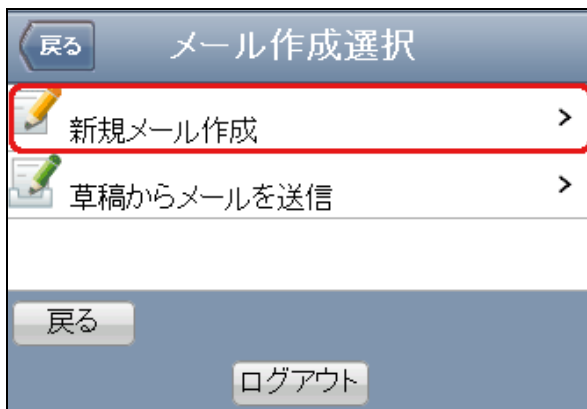 戻る
メール作成選択
新規メール作成
草稿からメールを送信
戻る
ログアウト